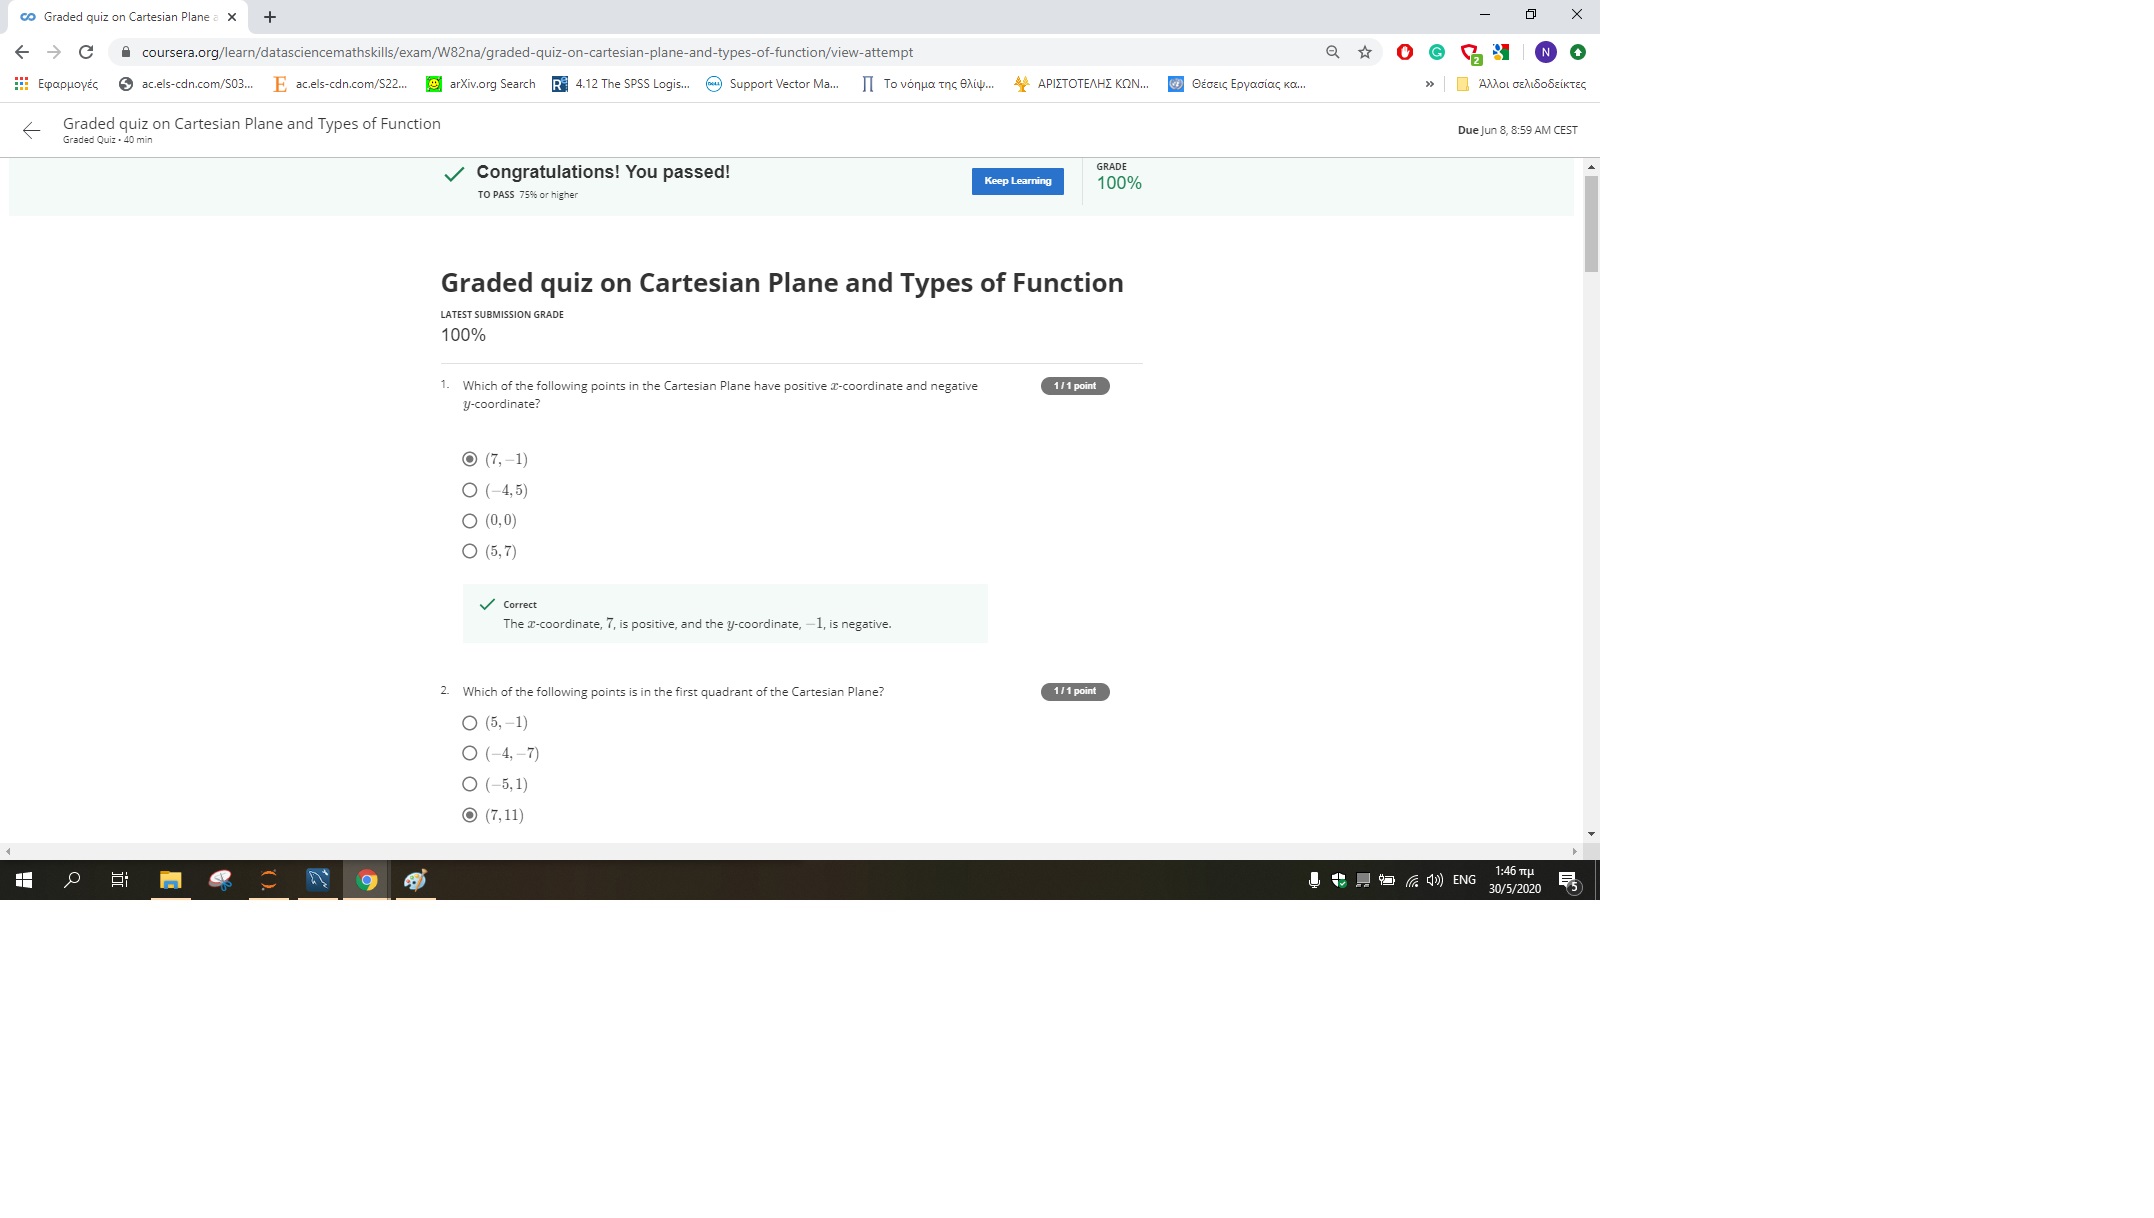 Graded quiz on Cartesian Plane a
coursera.org/learn/datasciencemathskills/exam/W82na/graded-quiz-on-cartesian-plane-and-types-of-function/view-attempt
2
N
Εφαρμογές
ac.els-cdn.com/S03...
ac.els-cdn.com/S22...
arXiv.org Search
4.12 The SPSS Logis...
Support Vector Ma...
Το νόημα της θλίψ...
ΑΡΙΣΤΟΤΕΛΗΣ ΚΩΝ...
Θέσεις Εργασίας κα...
»
Άλλοι σελιδοδείκτες
Graded quiz on Cartesian Plane and Types of Function
Graded Quiz • 40 min
Due Jun 8, 8:59 AM CEST
Congratulations! You passed!
TO PASS 75% or higher
Keep Learning
GRADE
100%
Graded quiz on Cartesian Plane and Types of Function
LATEST SUBMISSION GRADE
100%
1. Which of the following points in the Cartesian Plane have positive x-coordinate and negative
y-coordinate?
1 / 1 point
(7, −1)
(−4, 5)
(0, 0)
(5, 7)
Correct
The x-coordinate, 7, is positive, and the y-coordinate, −1, is negative.
2. Which of the following points is in the first quadrant of the Cartesian Plane?
1 / 1 point
(5, −1)
(−4, −7)
(−5, 1)
(7, 11)
ENG
1:46 πμ
30/5/2020
5